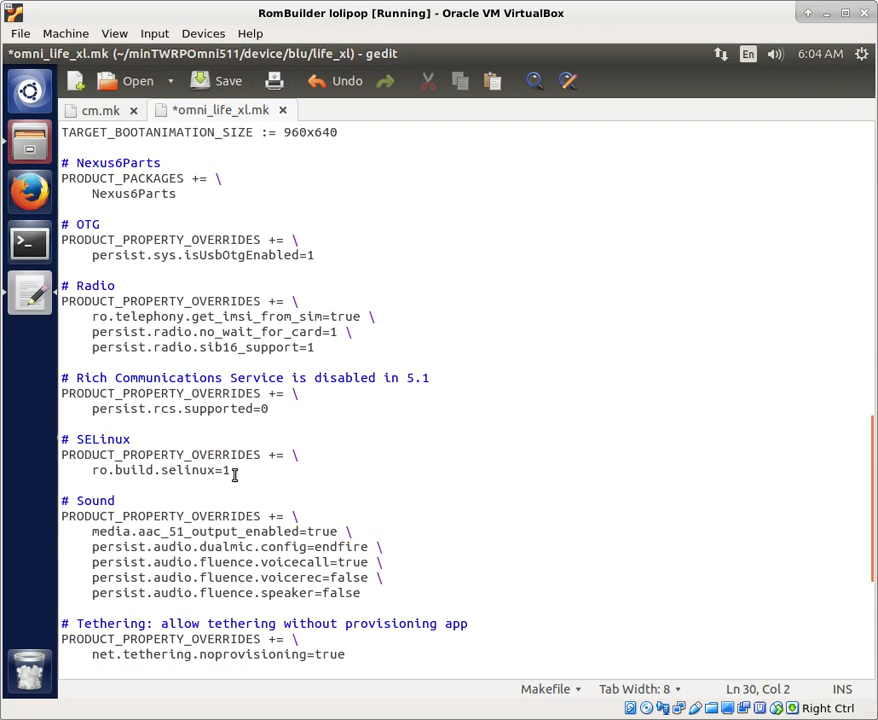 RomBuilder lolipop [Running] - Oracle VM VirtualBox
File Machine View Input Devices Help
*omni_life_xl.mk (~/minTWRPOmni511/device/blu/life_xl) - gedit En 6:04 AM
Open Save Undo
cm.mk *omni_life_xl.mk
TARGET_BOOTANIMATION_SIZE := 960x640
# Nexus6Parts
PRODUCT_PACKAGES += \
Nexus6Parts
# OTG
PRODUCT_PROPERTY_OVERRIDES += \
persist.sys.isUsbOtgEnabled=1
# Radio
PRODUCT_PROPERTY_OVERRIDES += \
ro.telephony.get_imsi_from_sim=true \
persist.radio.no_wait_for_card=1 \
persist.radio.sib16_support=1
# Rich Communications Service is disabled in 5.1
PRODUCT_PROPERTY_OVERRIDES += \
persist.rcs.supported=0
# SELinux
PRODUCT_PROPERTY_OVERRIDES += \
ro.build.selinux=1
# Sound
PRODUCT_PROPERTY_OVERRIDES += \
media.aac_51_output_enabled=true \
persist.audio.dualmic.config=endfire \
persist.audio.fluence.voicecall=true \
persist.audio.fluence.voicerec=false \
persist.audio.fluence.speaker=false
# Tethering: allow tethering without provisioning app
PRODUCT_PROPERTY_OVERRIDES += \
net.tethering.noprovisioning=true
Makefile Tab Width: 8 Ln 30, Col 2 INS
Right Ctrl